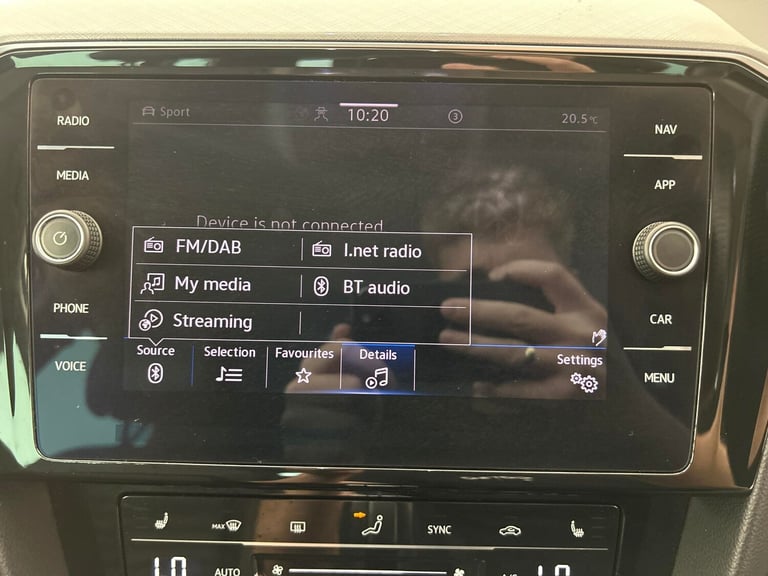 RADIO
MEDIA
PHONE
VOICE
Sport
10:20
3
20.5°C
Device is not connected
FM/DAB
I.net radio
My media
BT audio
Streaming
Source
Selection
Favourites
Details
Settings
NAV
APP
CAR
MENU
MAX
SYNC
AUTO